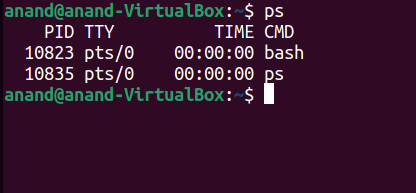 anand@anand-VirtualBox:~$ ps
    PID TTY          TIME CMD
  10823 pts/0    00:00:00 bash
  10835 pts/0    00:00:00 ps
anand@anand-VirtualBox:~$